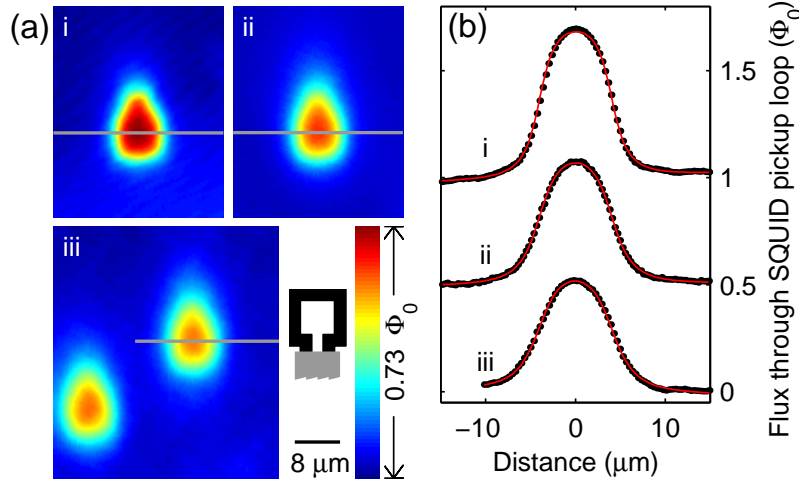 (a)
i
ii
iii
0.73 Φ₀
8 μm
(b)
i
ii
iii
1.5
1
0.5
0
Flux through SQUID pickup loop (Φ₀)
−10
0
10
Distance (μm)